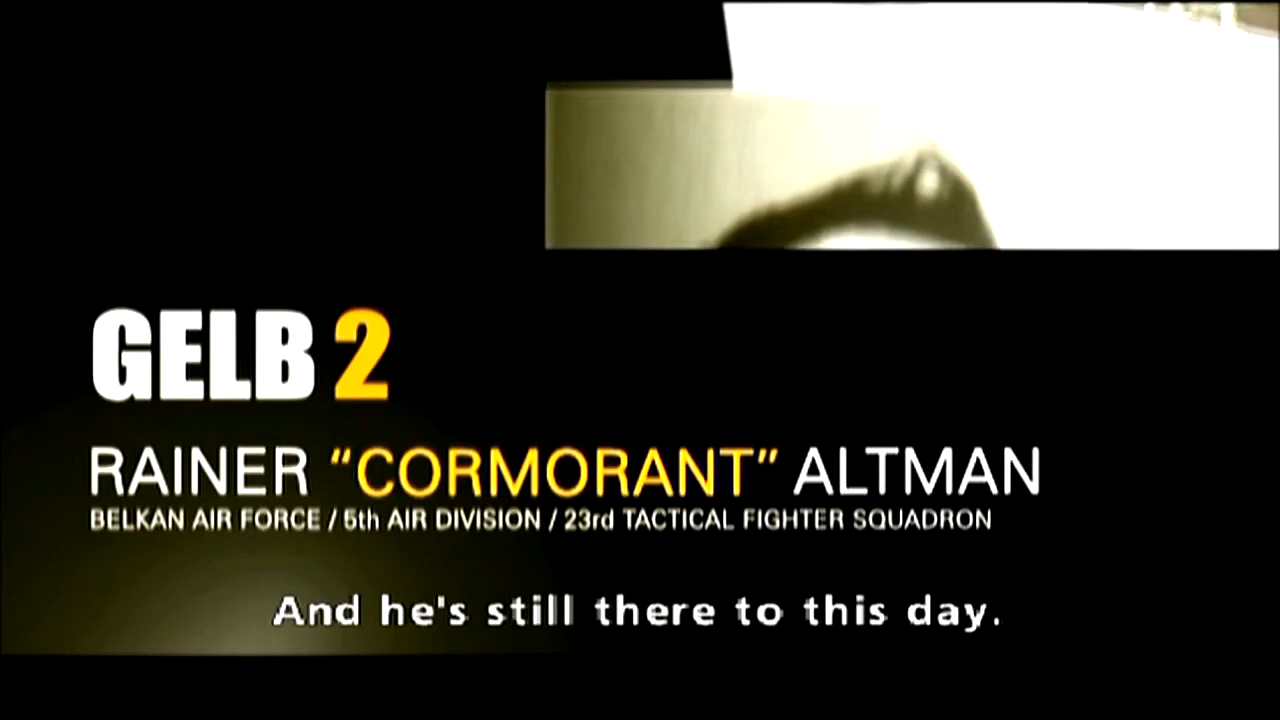 GELB 2
RAINER “CORMORANT” ALTMAN
BELKAN AIR FORCE / 5th AIR DIVISION / 23rd TACTICAL FIGHTER SQUADRON
And he's still there to this day.